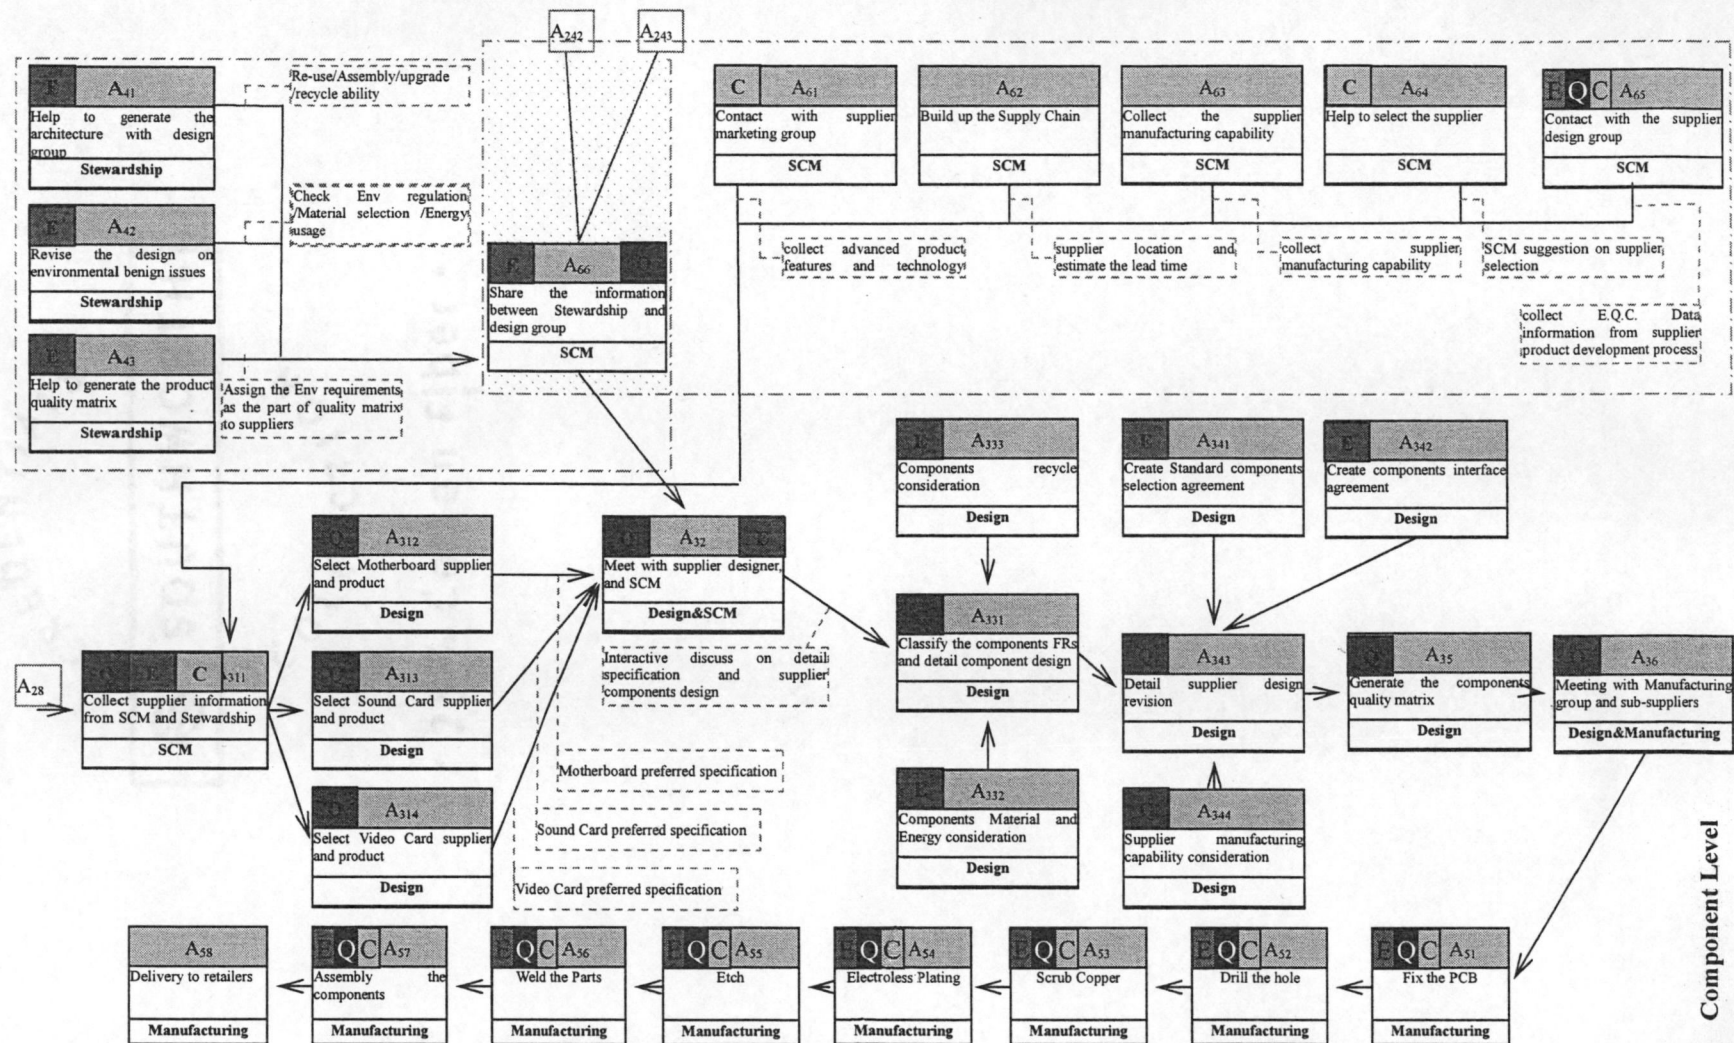 A242
A243
E A41
Help to generate the
architecture with design
group
Stewardship
Re-use/Assembly/upgrade
/recycle ability
E A42
Revise the design on
environmental benign issues
Stewardship
Check Env regulation
/Material selection /Energy
usage
E A43
Help to generate the product
quality matrix
Stewardship
Assign the Env requirements
as the part of quality matrix
to suppliers
E A66
Share the information
between Stewardship and
design group
SCM
C A61
Contact with supplier
marketing group
SCM
A62
Build up the Supply Chain
SCM
A63
Collect the supplier
manufacturing capability
SCM
C A64
Help to select the supplier
SCM
E Q C A65
Contact with the supplier
design group
SCM
collect advanced product
features and technology
supplier location and
estimate the lead time
collect supplier
manufacturing capability
SCM suggestion on supplier
selection
collect E.Q.C. Data
information from supplier
product development process
E A333
Components recycle
consideration
Design
E A341
Create Standard components
selection agreement
Design
E A342
Create components interface
agreement
Design
Q A312
Select Motherboard supplier
and product
Design
Q A32 E
Meet with supplier designer,
and SCM
Design&SCM
A28
Q E C A311
Collect supplier information
from SCM and Stewardship
SCM
Q A313
Select Sound Card supplier
and product
Design
Interactive discuss on detail
specification and supplier
components design
A331
Classify the components FRs
and detail component design
Design
Q A343
Detail supplier design
revision
Design
Q A35
Generate the components
quality matrix
Design
A36
Meeting with Manufacturing
group and sub-suppliers
Design&Manufacturing
Q A314
Select Video Card supplier
and product
Design
Motherboard preferred specification
Sound Card preferred specification
Video Card preferred specification
E A332
Components Material and
Energy consideration
Design
A344
Supplier manufacturing
capability consideration
Design
A58
Delivery to retailers
Manufacturing
E Q C A57
Assembly the
components
Manufacturing
E Q C A56
Weld the Parts
Manufacturing
E Q C A55
Etch
Manufacturing
E Q C A54
Electroless Plating
Manufacturing
E Q C A53
Scrub Copper
Manufacturing
E Q C A52
Drill the hole
Manufacturing
E Q C A51
Fix the PCB
Manufacturing
Component Level